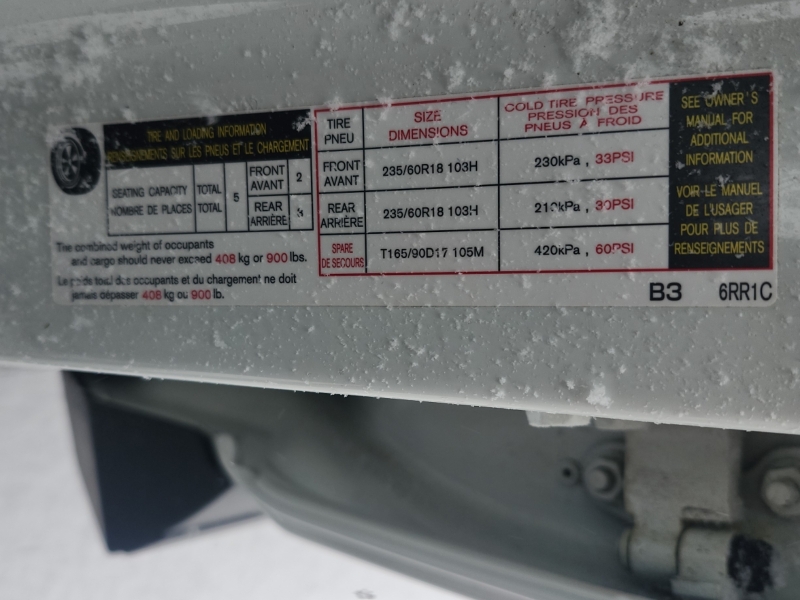 TIRE AND LOADING INFORMATION
RENSEIGNEMENTS SUR LES PNEUS ET LE CHARGEMENT
SEATING CAPACITY TOTAL 5 FRONT AVANT 2
NOMBRE DE PLACES TOTAL REAR ARRIÈRE 3
The combined weight of occupants
and cargo should never exceed 408 kg or 900 lbs.
Le poids total des occupants et du chargement ne doit
jamais dépasser 408 kg ou 900 lb.
TIRE PNEU SIZE DIMENSIONS COLD TIRE PRESSURE PRESSION DES PNEUS À FROID
FRONT AVANT 235/60R18 103H 230kPa , 33PSI
REAR ARRIÈRE 235/60R18 103H 210kPa , 30PSI
SPARE DE SECOURS T165/90D17 105M 420kPa , 60PSI
SEE OWNER'S
MANUAL FOR
ADDITIONAL
INFORMATION
VOIR LE MANUEL
DE L'USAGER
POUR PLUS DE
RENSEIGNEMENTS
B3 6RR1C